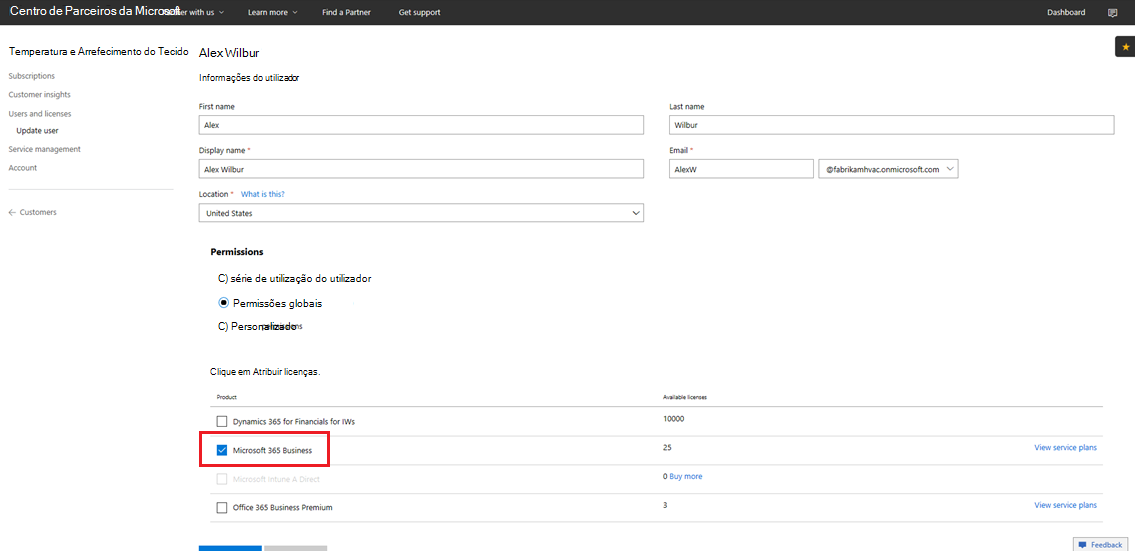 Centro de Parceiros da Microsoft
er with us
Learn more
Find a Partner
Get support
Dashboard
Temperatura e Arrefecimento do Tecido
Subscriptions
Customer insights
Users and licenses
Update user
Service management
Account
Customers
Alex Wilbur
Informações do utilizador
First name
Last name
Alex
Wilbur
Display name *
Email *
Alex Wilbur
AlexW
@fabrikamhvac.onmicrosoft.com
Location * What is this?
United States
Permissions
C) série de utilização do utilizador
Permissões globais
C) Personalizado
Clique em Atribuir licenças.
Product
Available licenses
Dynamics 365 for Financials for IWs
10000
Microsoft 365 Business
25
View service plans
Microsoft Intune A Direct
0 Buy more
Office 365 Business Premium
3
View service plans
Feedback